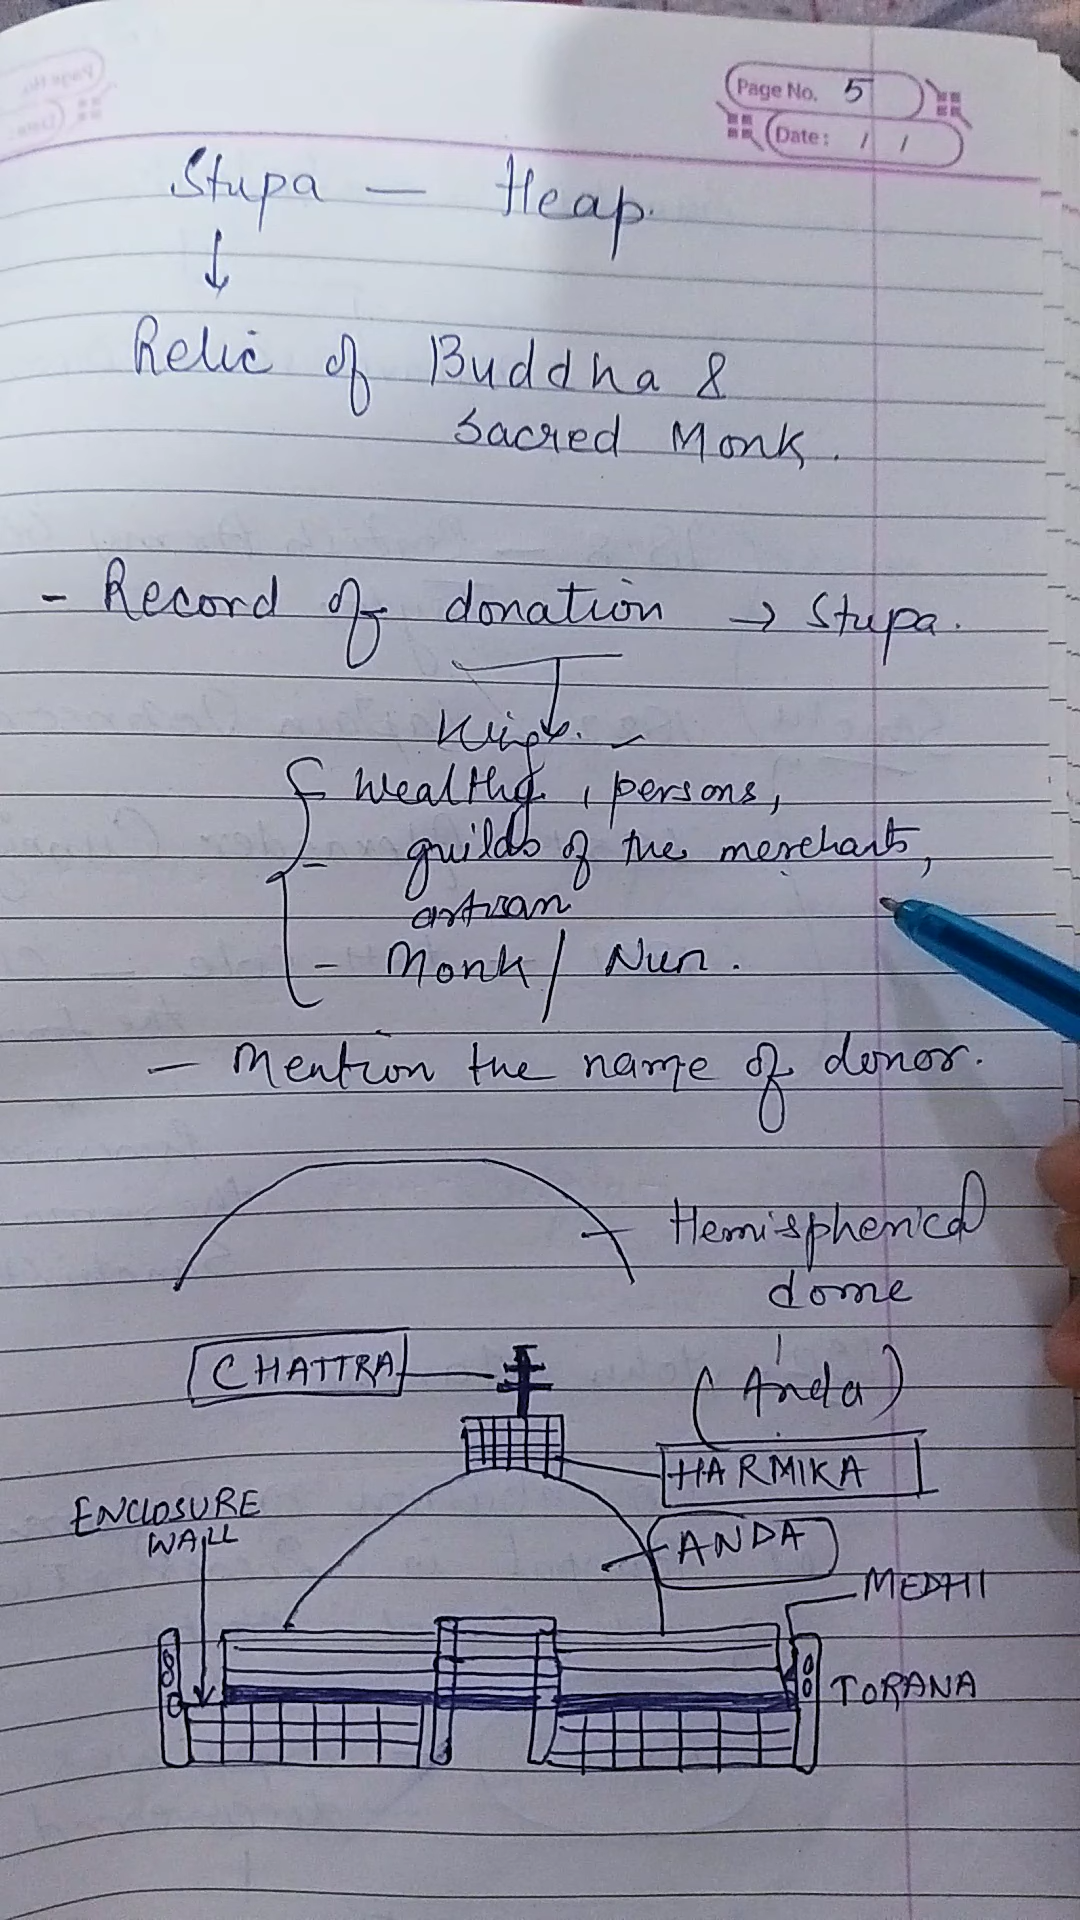 Page No. 5
Date: / /
Stupa — Heap.
↓
Relic of Buddha &
Sacred Monk.
- Record of donation → Stupa.
Kings.
Wealthy, persons,
- guilds of the merchants,
artisan
- Monk / Nun.
- Mention the name of donor.
Hemispherical
dome
(Anda)
CHATTRA
HARMIKA
ENCLOSURE
WALL
ANDA
MEDHI
TORANA